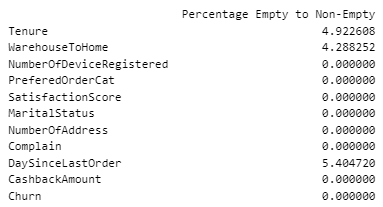 Percentage Empty to Non-Empty
Tenure 4.922608
WarehouseToHome 4.288252
NumberOfDeviceRegistered 0.000000
PreferedOrderCat 0.000000
SatisfactionScore 0.000000
MaritalStatus 0.000000
NumberOfAddress 0.000000
Complain 0.000000
DaySinceLastOrder 5.404720
CashbackAmount 0.000000
Churn 0.000000